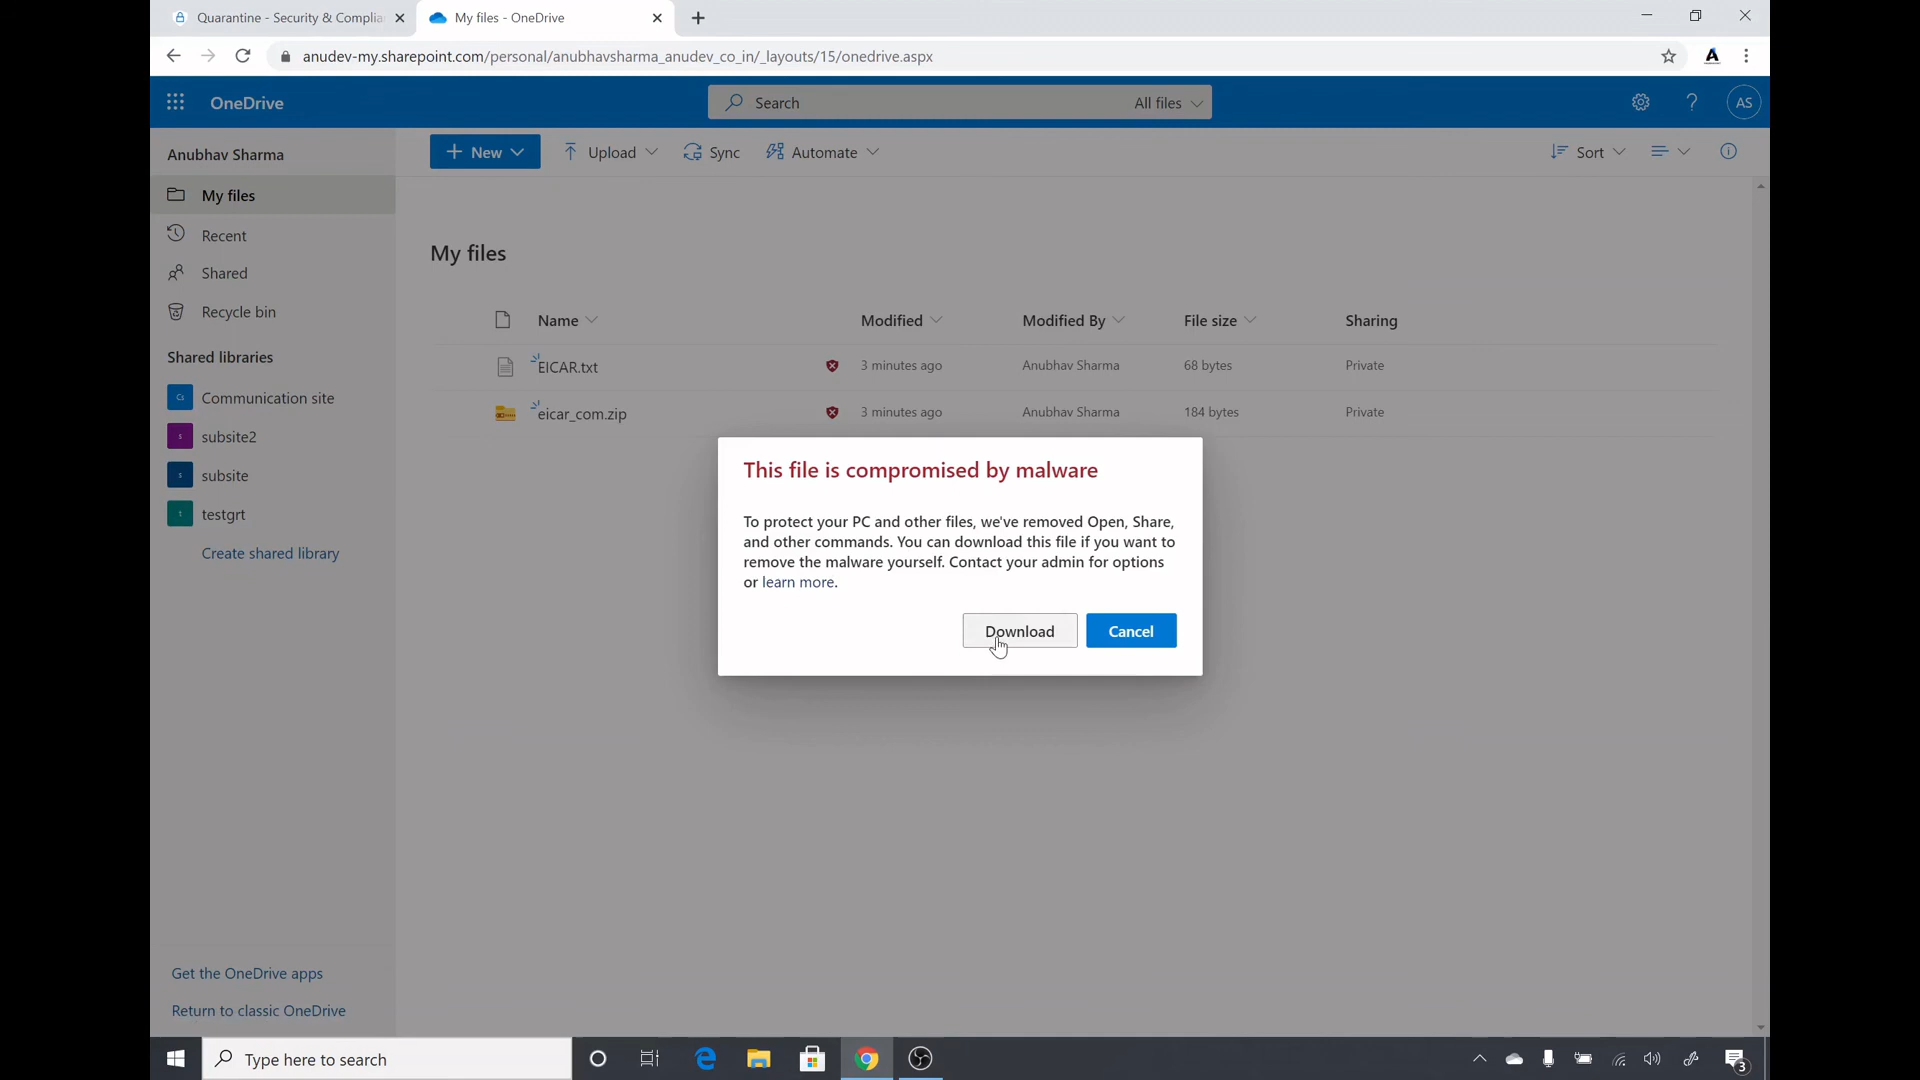 Quarantine - Security & Complia
My files - OneDrive
anudev-my.sharepoint.com/personal/anubhavsharma_anudev_co_in/_layouts/15/onedrive.aspx
A
OneDrive
Search
All files
?
AS
Anubhav Sharma
New
Upload
Sync
Automate
Sort
My files
Recent
Shared
Recycle bin
Shared libraries
Cs Communication site
s subsite2
s subsite
t testgrt
Create shared library
My files
Name Modified Modified By File size Sharing
EICAR.txt 3 minutes ago Anubhav Sharma 68 bytes Private
eicar_com.zip 3 minutes ago Anubhav Sharma 184 bytes Private
This file is compromised by malware
To protect your PC and other files, we've removed Open, Share,
and other commands. You can download this file if you want to
remove the malware yourself. Contact your admin for options
or learn more.
Download
Cancel
Get the OneDrive apps
Return to classic OneDrive
Type here to search
3